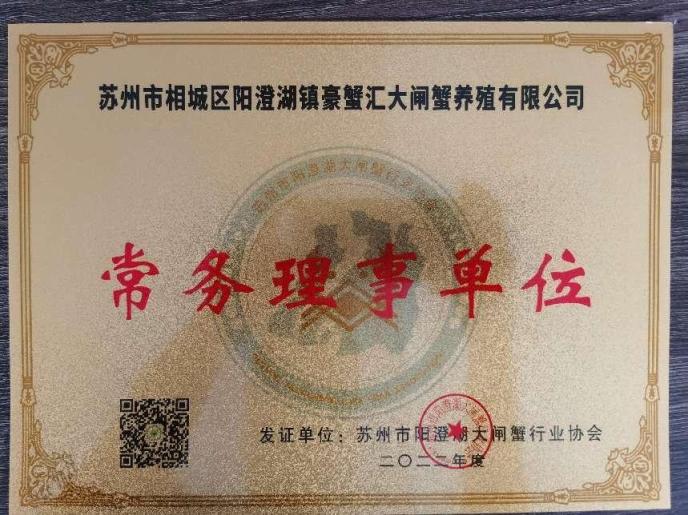 苏州市相城区阳澄湖镇豪蟹汇大闸蟹养殖有限公司
常务理事单位
发证单位：苏州市阳澄湖大闸蟹行业协会
二〇二二年度